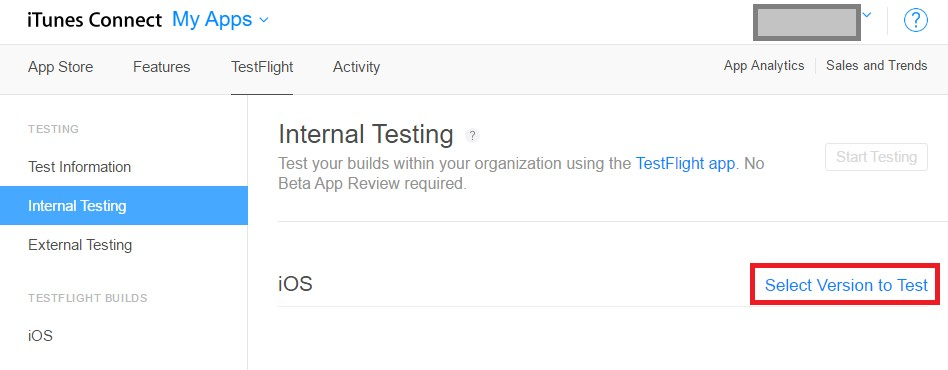 iTunes Connect My Apps
?
App Store Features TestFlight Activity App Analytics Sales and Trends
TESTING
Test Information
Internal Testing
External Testing
TESTFLIGHT BUILDS
iOS
Internal Testing ?
Test your builds within your organization using the TestFlight app. No
Beta App Review required.
Start Testing
iOS Select Version to Test